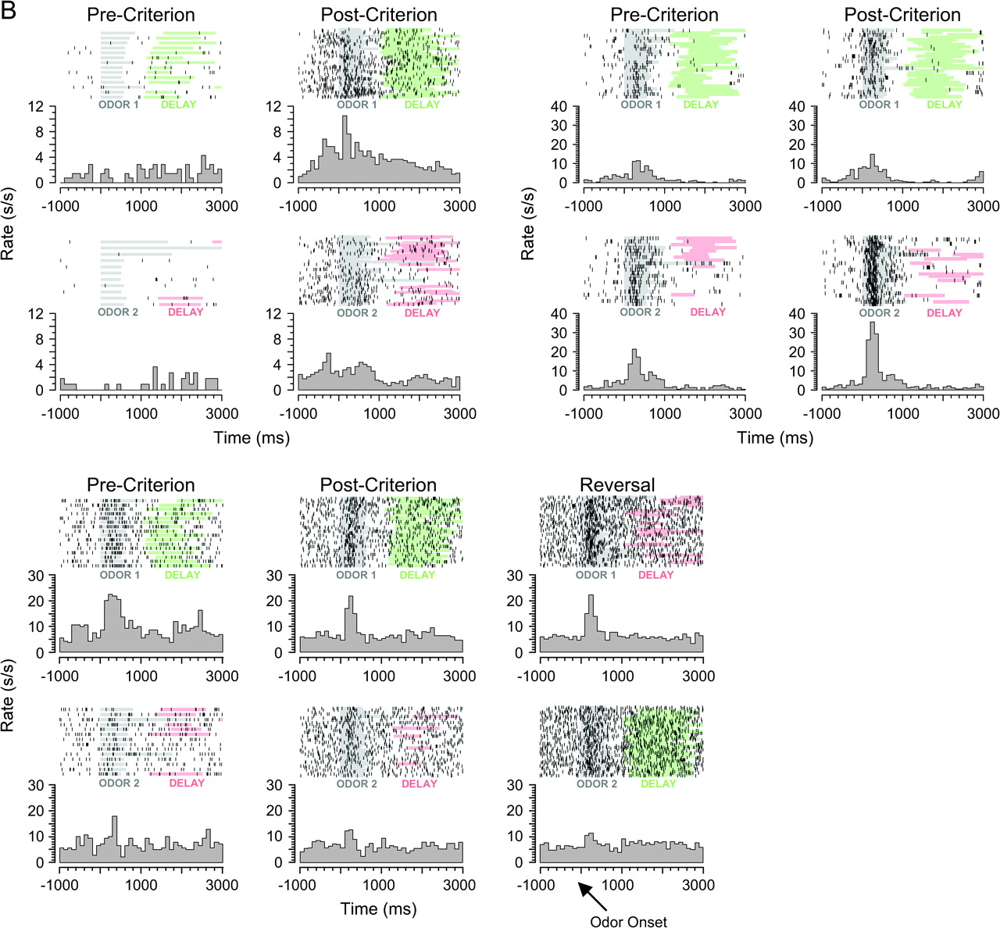 B
Pre-Criterion Post-Criterion Pre-Criterion Post-Criterion
ODOR 1 DELAY ODOR 1 DELAY ODOR 1 DELAY ODOR 1 DELAY
12 12 40 40
8 8 30 30
4 4 20 20
0 0 10 10
0 0
-1000 1000 3000 -1000 1000 3000 -1000 1000 3000 -1000 1000 3000
Rate (s/s) Rate (s/s)
ODOR 2 DELAY ODOR 2 DELAY ODOR 2 DELAY ODOR 2 DELAY
12 12 40 40
8 8 30 30
4 4 20 20
0 0 10 10
0 0
-1000 1000 3000 -1000 1000 3000 -1000 1000 3000 -1000 1000 3000
Time (ms) Time (ms)
Pre-Criterion Post-Criterion Reversal
ODOR 1 DELAY ODOR 1 DELAY ODOR 1 DELAY
30 30 30
20 20 20
10 10 10
0 0 0
-1000 1000 3000 -1000 1000 3000 -1000 1000 3000
Rate (s/s)
ODOR 2 DELAY ODOR 2 DELAY ODOR 2 DELAY
30 30 30
20 20 20
10 10 10
0 0 0
-1000 1000 3000 -1000 1000 3000 -1000 1000 3000
Time (ms)
Odor Onset